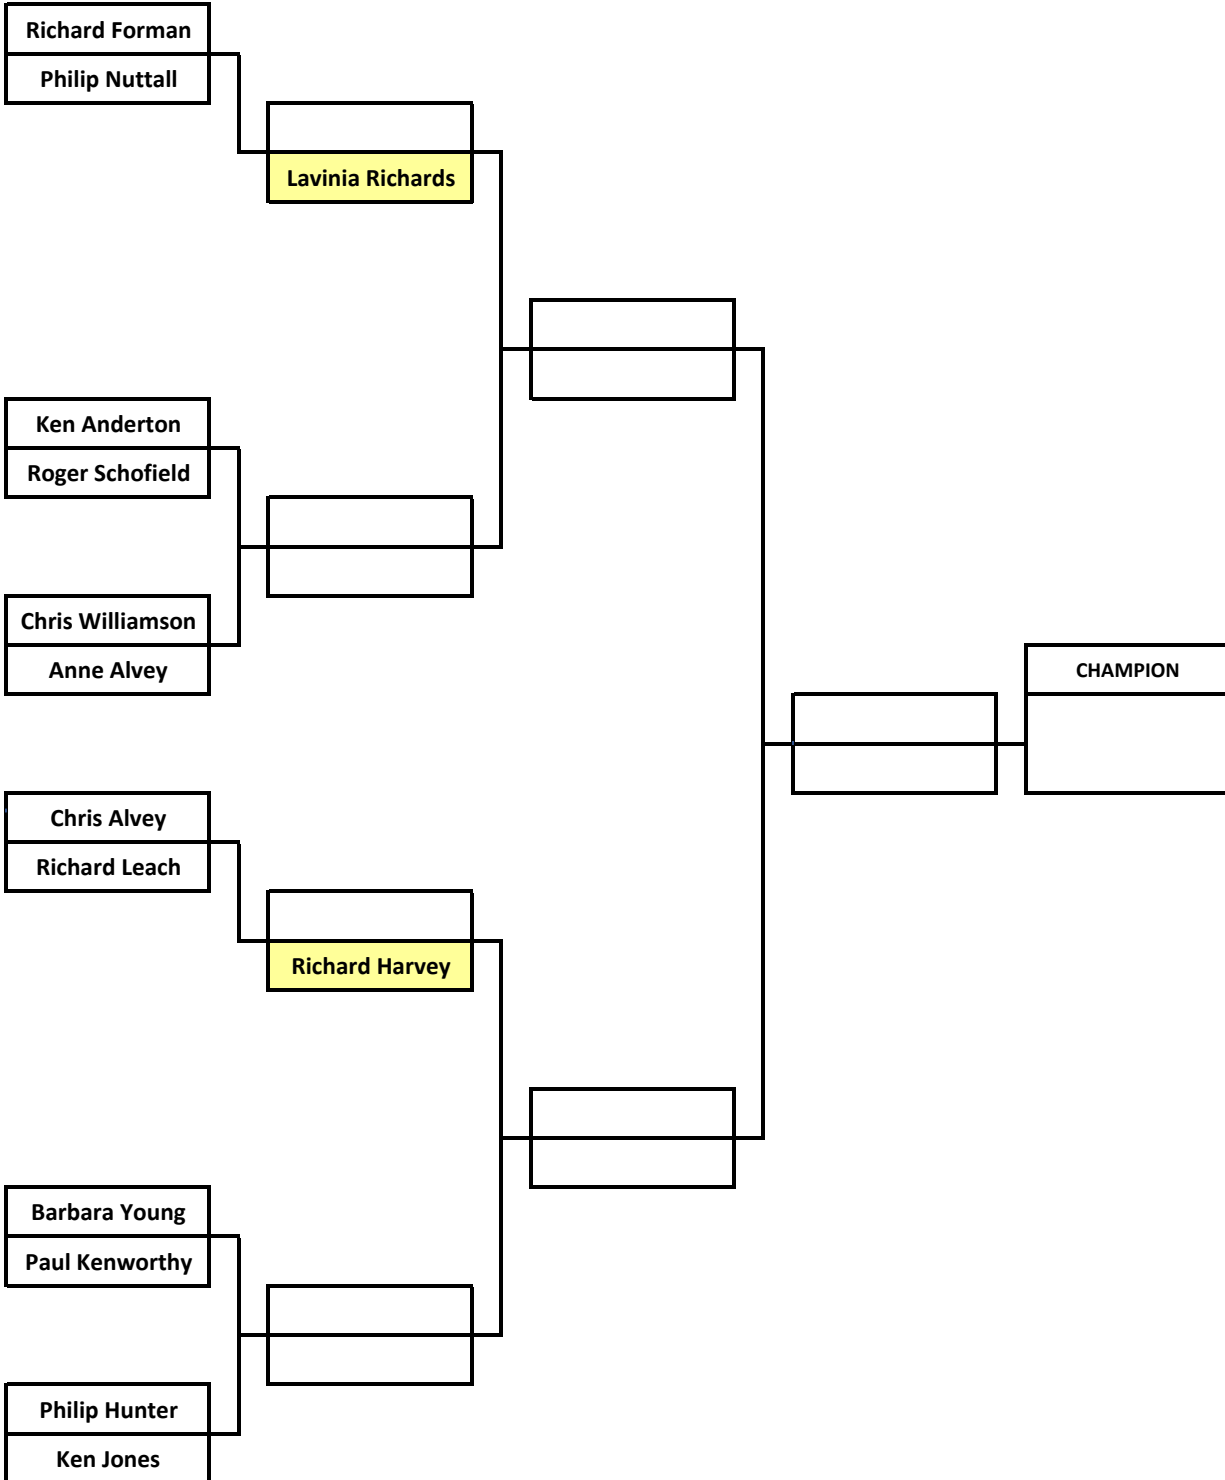 Richard Forman
Philip Nuttall
Lavinia Richards
Ken Anderton
Roger Schofield
Chris Williamson
Anne Alvey
CHAMPION
Chris Alvey
Richard Leach
Richard Harvey
Barbara Young
Paul Kenworthy
Philip Hunter
Ken Jones